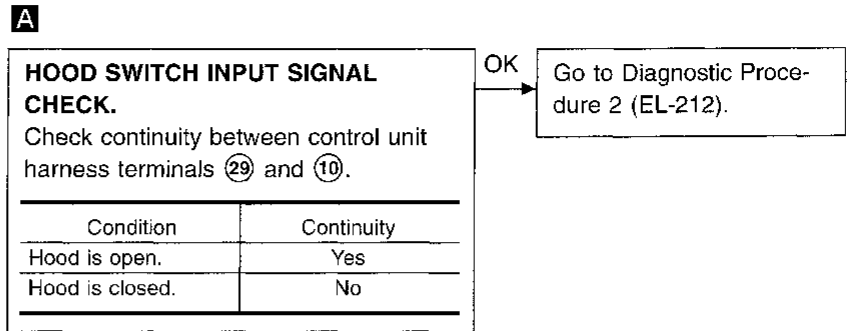 A
HOOD SWITCH INPUT SIGNAL
CHECK.
Check continuity between control unit
harness terminals 29 and 10.
Condition Continuity
Hood is open. Yes
Hood is closed. No
OK
Go to Diagnostic Proce-
dure 2 (EL-212).